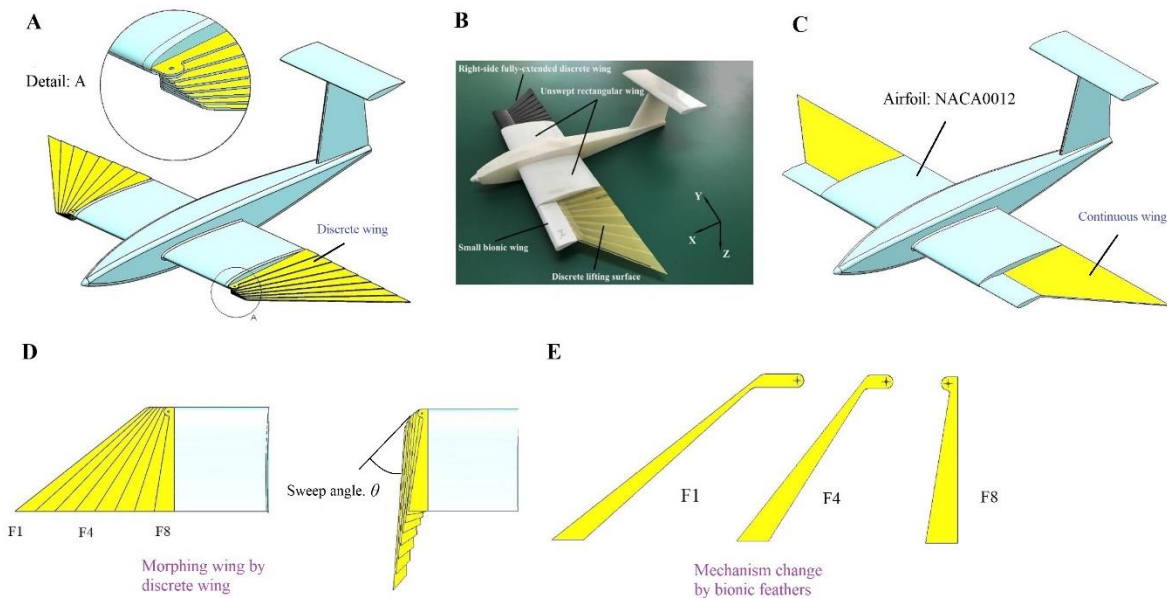 A
Detail: A
Discrete wing
A
B
Right-side fully-extended discrete wing
Unswept rectangular wing
Small bionic wing
Discrete lifting surface
Y
X
Z
C
Airfoil: NACA0012
Continuous wing
D
Sweep angle. θ
F1
F4
F8
Morphing wing by
discrete wing
E
F1
F4
F8
Mechanism change
by bionic feathers